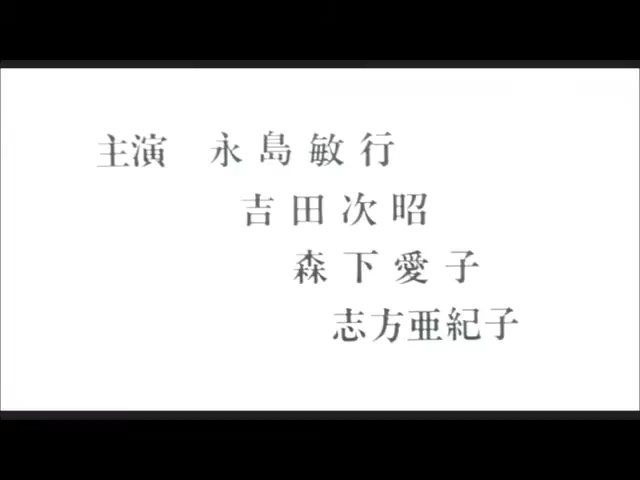 主演 永島敏行
吉田次昭
森下愛子
志方亜紀子